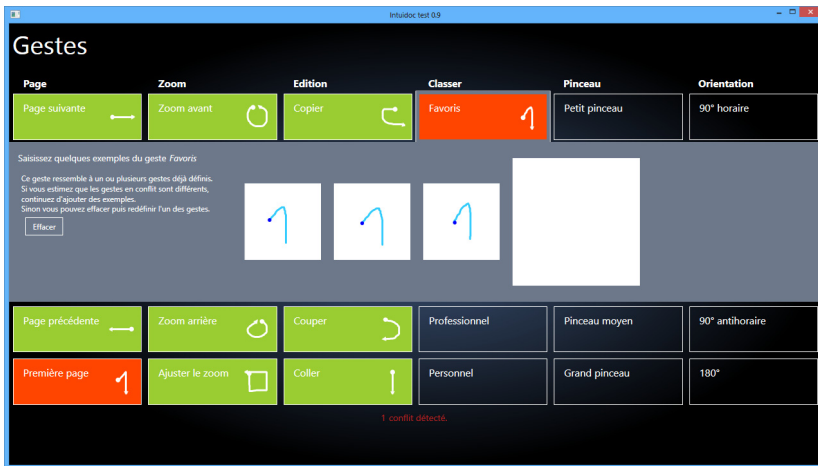 Intuidoc test 0.9
Gestes
Page Zoom Edition Classer Pinceau Orientation
Page suivante Zoom avant Copier Favoris Petit pinceau 90° horaire
Saisissez quelques exemples du geste Favoris
Ce geste ressemble à un ou plusieurs gestes déjà définis.
Si vous estimez que les gestes en conflit sont différents,
continuez d'ajouter des exemples.
Sinon vous pouvez effacer puis redéfinir l'un des gestes.
Effacer
Page précédente Zoom arrière Couper Professionnel Pinceau moyen 90° antihoraire
Première page Ajuster le zoom Coller Personnel Grand pinceau 180°
1 conflit détecté.